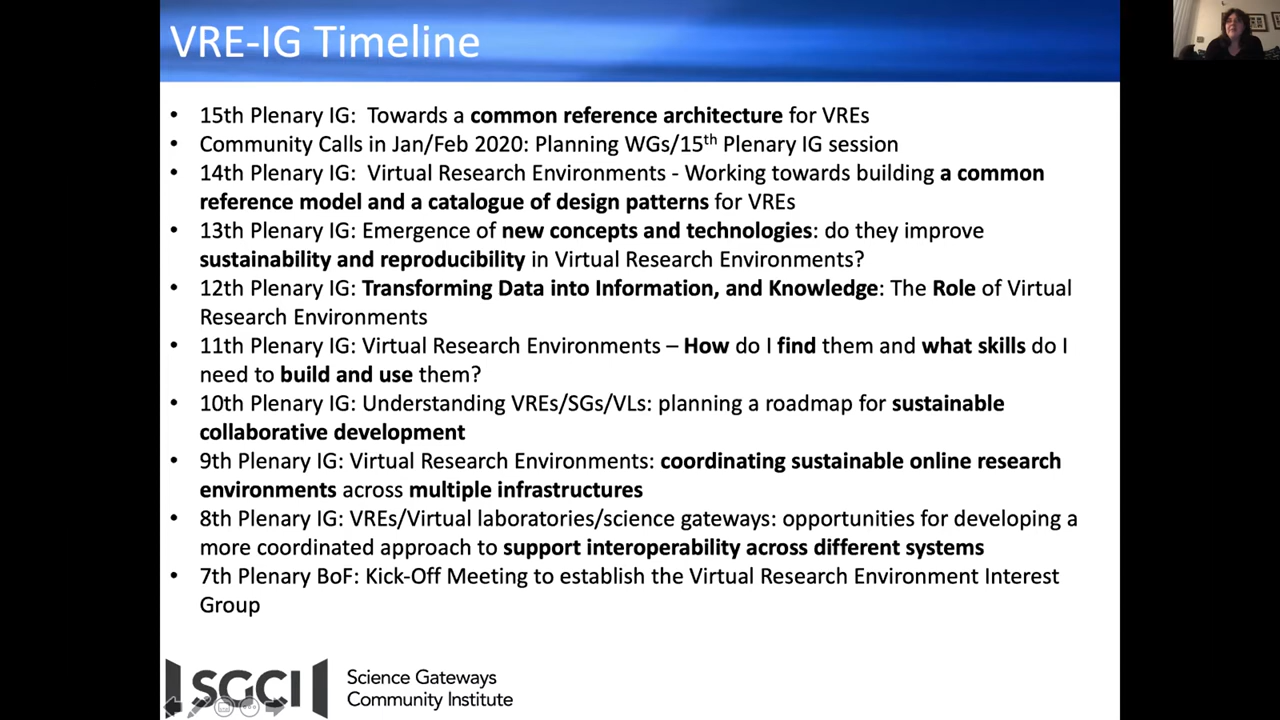 VRE-IG Timeline
• 15th Plenary IG:  Towards a common reference architecture for VREs
• Community Calls in Jan/Feb 2020: Planning WGs/15th Plenary IG session
• 14th Plenary IG:  Virtual Research Environments - Working towards building a common
reference model and a catalogue of design patterns for VREs
• 13th Plenary IG: Emergence of new concepts and technologies: do they improve
sustainability and reproducibility in Virtual Research Environments?
• 12th Plenary IG: Transforming Data into Information, and Knowledge: The Role of Virtual
Research Environments
• 11th Plenary IG: Virtual Research Environments – How do I find them and what skills do I
need to build and use them?
• 10th Plenary IG: Understanding VREs/SGs/VLs: planning a roadmap for sustainable
collaborative development
• 9th Plenary IG: Virtual Research Environments: coordinating sustainable online research
environments across multiple infrastructures
• 8th Plenary IG: VREs/Virtual laboratories/science gateways: opportunities for developing a
more coordinated approach to support interoperability across different systems
• 7th Plenary BoF: Kick-Off Meeting to establish the Virtual Research Environment Interest
Group
SGCI
Science Gateways
Community Institute